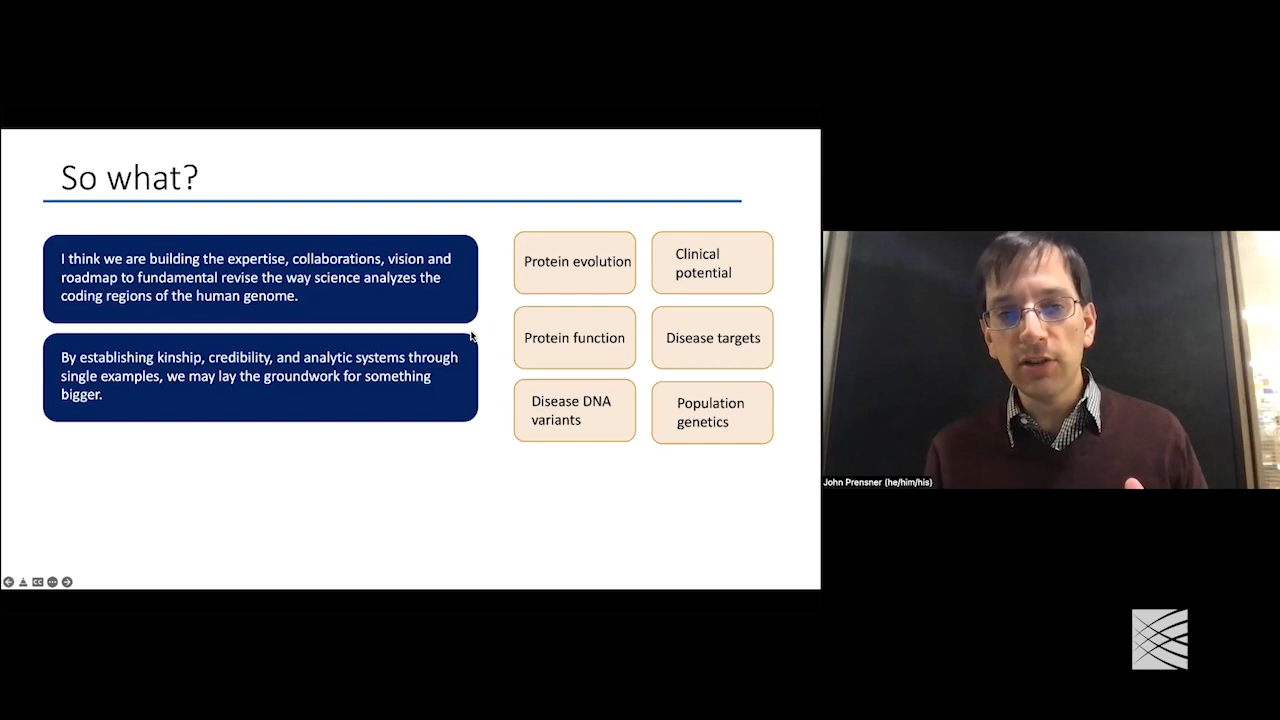 So what?
I think we are building the expertise, collaborations, vision and
roadmap to fundamental revise the way science analyzes the
coding regions of the human genome.
By establishing kinship, credibility, and analytic systems through
single examples, we may lay the groundwork for something
bigger.
Protein evolution
Clinical
potential
Protein function
Disease targets
Disease DNA
variants
Population
genetics
CC
John Prensner (he/him/his)